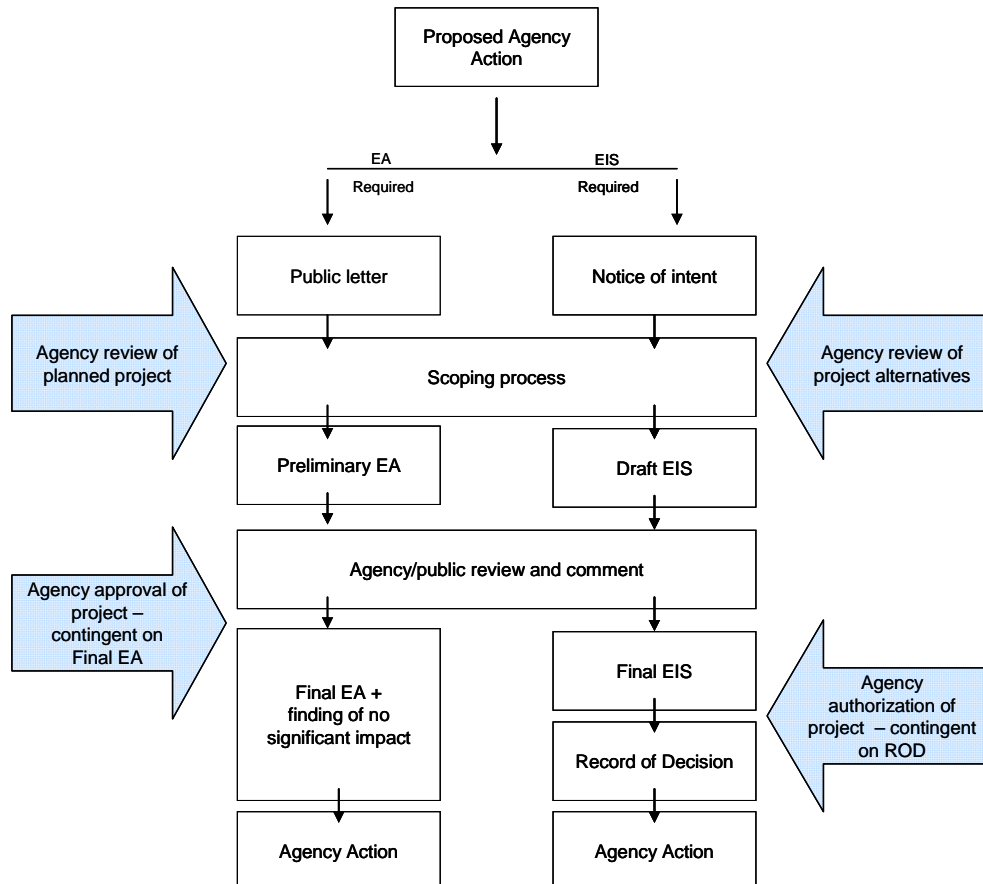 Proposed Agency
Action
EA
EIS
Required
Required
Public letter
Notice of intent
Agency review of
planned project
Scoping process
Agency review of
project alternatives
Preliminary EA
Draft EIS
Agency/public review and comment
Agency approval of
project –
contingent on
Final EA
Final EA +
finding of no
significant impact
Final EIS
Agency
authorization of
project – contingent
on ROD
Record of Decision
Agency Action
Agency Action